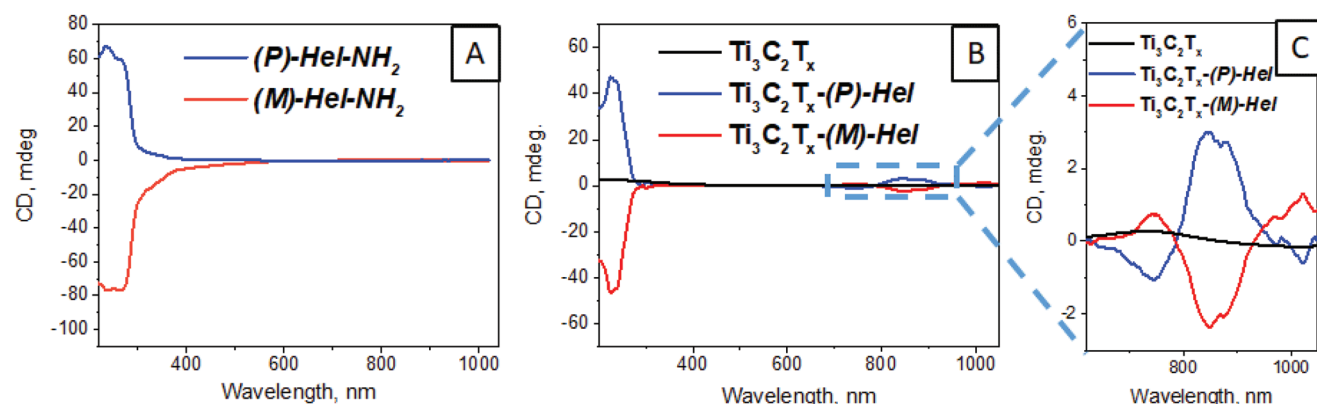 A
(P)-Hel-NH₂
(M)-Hel-NH₂
CD, mdeg
80
60
40
20
0
-20
-40
-60
-80
-100
400
600
800
1000
Wavelength, nm
B
Ti₃C₂Tₓ
Ti₃C₂Tₓ-(P)-Hel
Ti₃C₂Tₓ-(M)-Hel
CD, mdeg.
60
40
20
0
-20
-40
-60
400
600
800
1000
Wavelength, nm
C
Ti₃C₂Tₓ
Ti₃C₂Tₓ-(P)-Hel
Ti₃C₂Tₓ-(M)-Hel
CD, mdeg.
6
4
2
0
-2
800
1000
Wavelength, nm